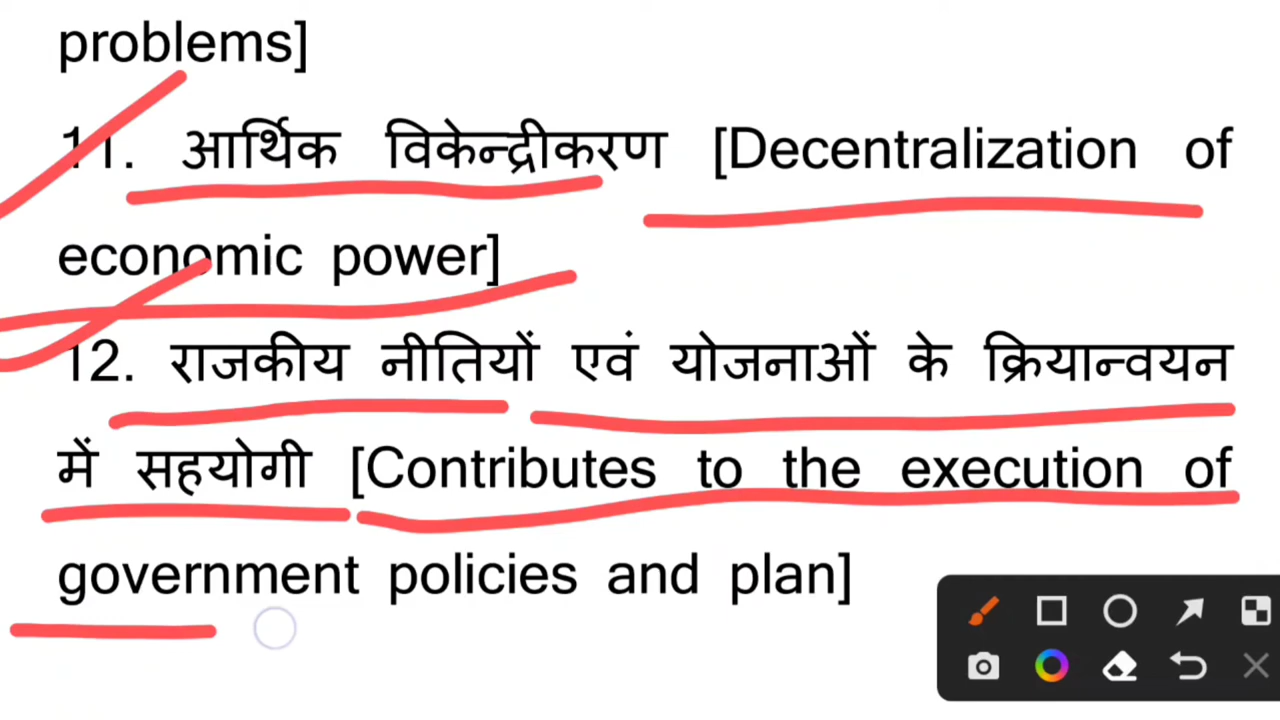 problems]
11. आर्थिक विकेन्द्रीकरण [Decentralization of
economic power]
12. राजकीय नीतियों एवं योजनाओं के क्रियान्वयन
में सहयोगी [Contributes to the execution of
government policies and plan]